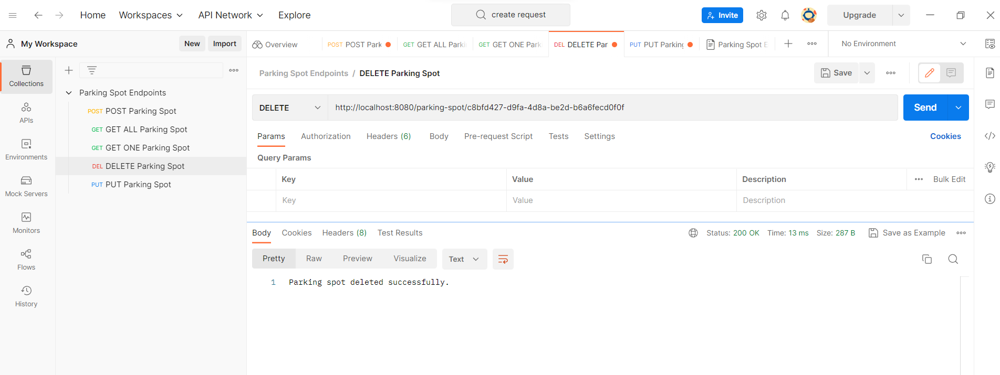 Home Workspaces API Network Explore create request Invite Upgrade
My Workspace New Import Overview POST POST Park GET GET ALL Parki GET GET ONE Park DEL DELETE Par PUT PUT Parking Parking Spot E No Environment
Collections
APIs
Environments
Mock Servers
Monitors
Flows
History
Parking Spot Endpoints
POST POST Parking Spot
GET GET ALL Parking Spot
GET GET ONE Parking Spot
DEL DELETE Parking Spot
PUT PUT Parking Spot
Parking Spot Endpoints / DELETE Parking Spot Save
DELETE http://localhost:8080/parking-spot/c8bfd427-d9fa-4d8a-be2d-b6a6fecd0f0f Send
Params Authorization Headers (6) Body Pre-request Script Tests Settings Cookies
Query Params
Key Value Description Bulk Edit
Key Value Description
Body Cookies Headers (8) Test Results Status: 200 OK Time: 13 ms Size: 287 B Save as Example
Pretty Raw Preview Visualize Text
1 Parking spot deleted successfully.